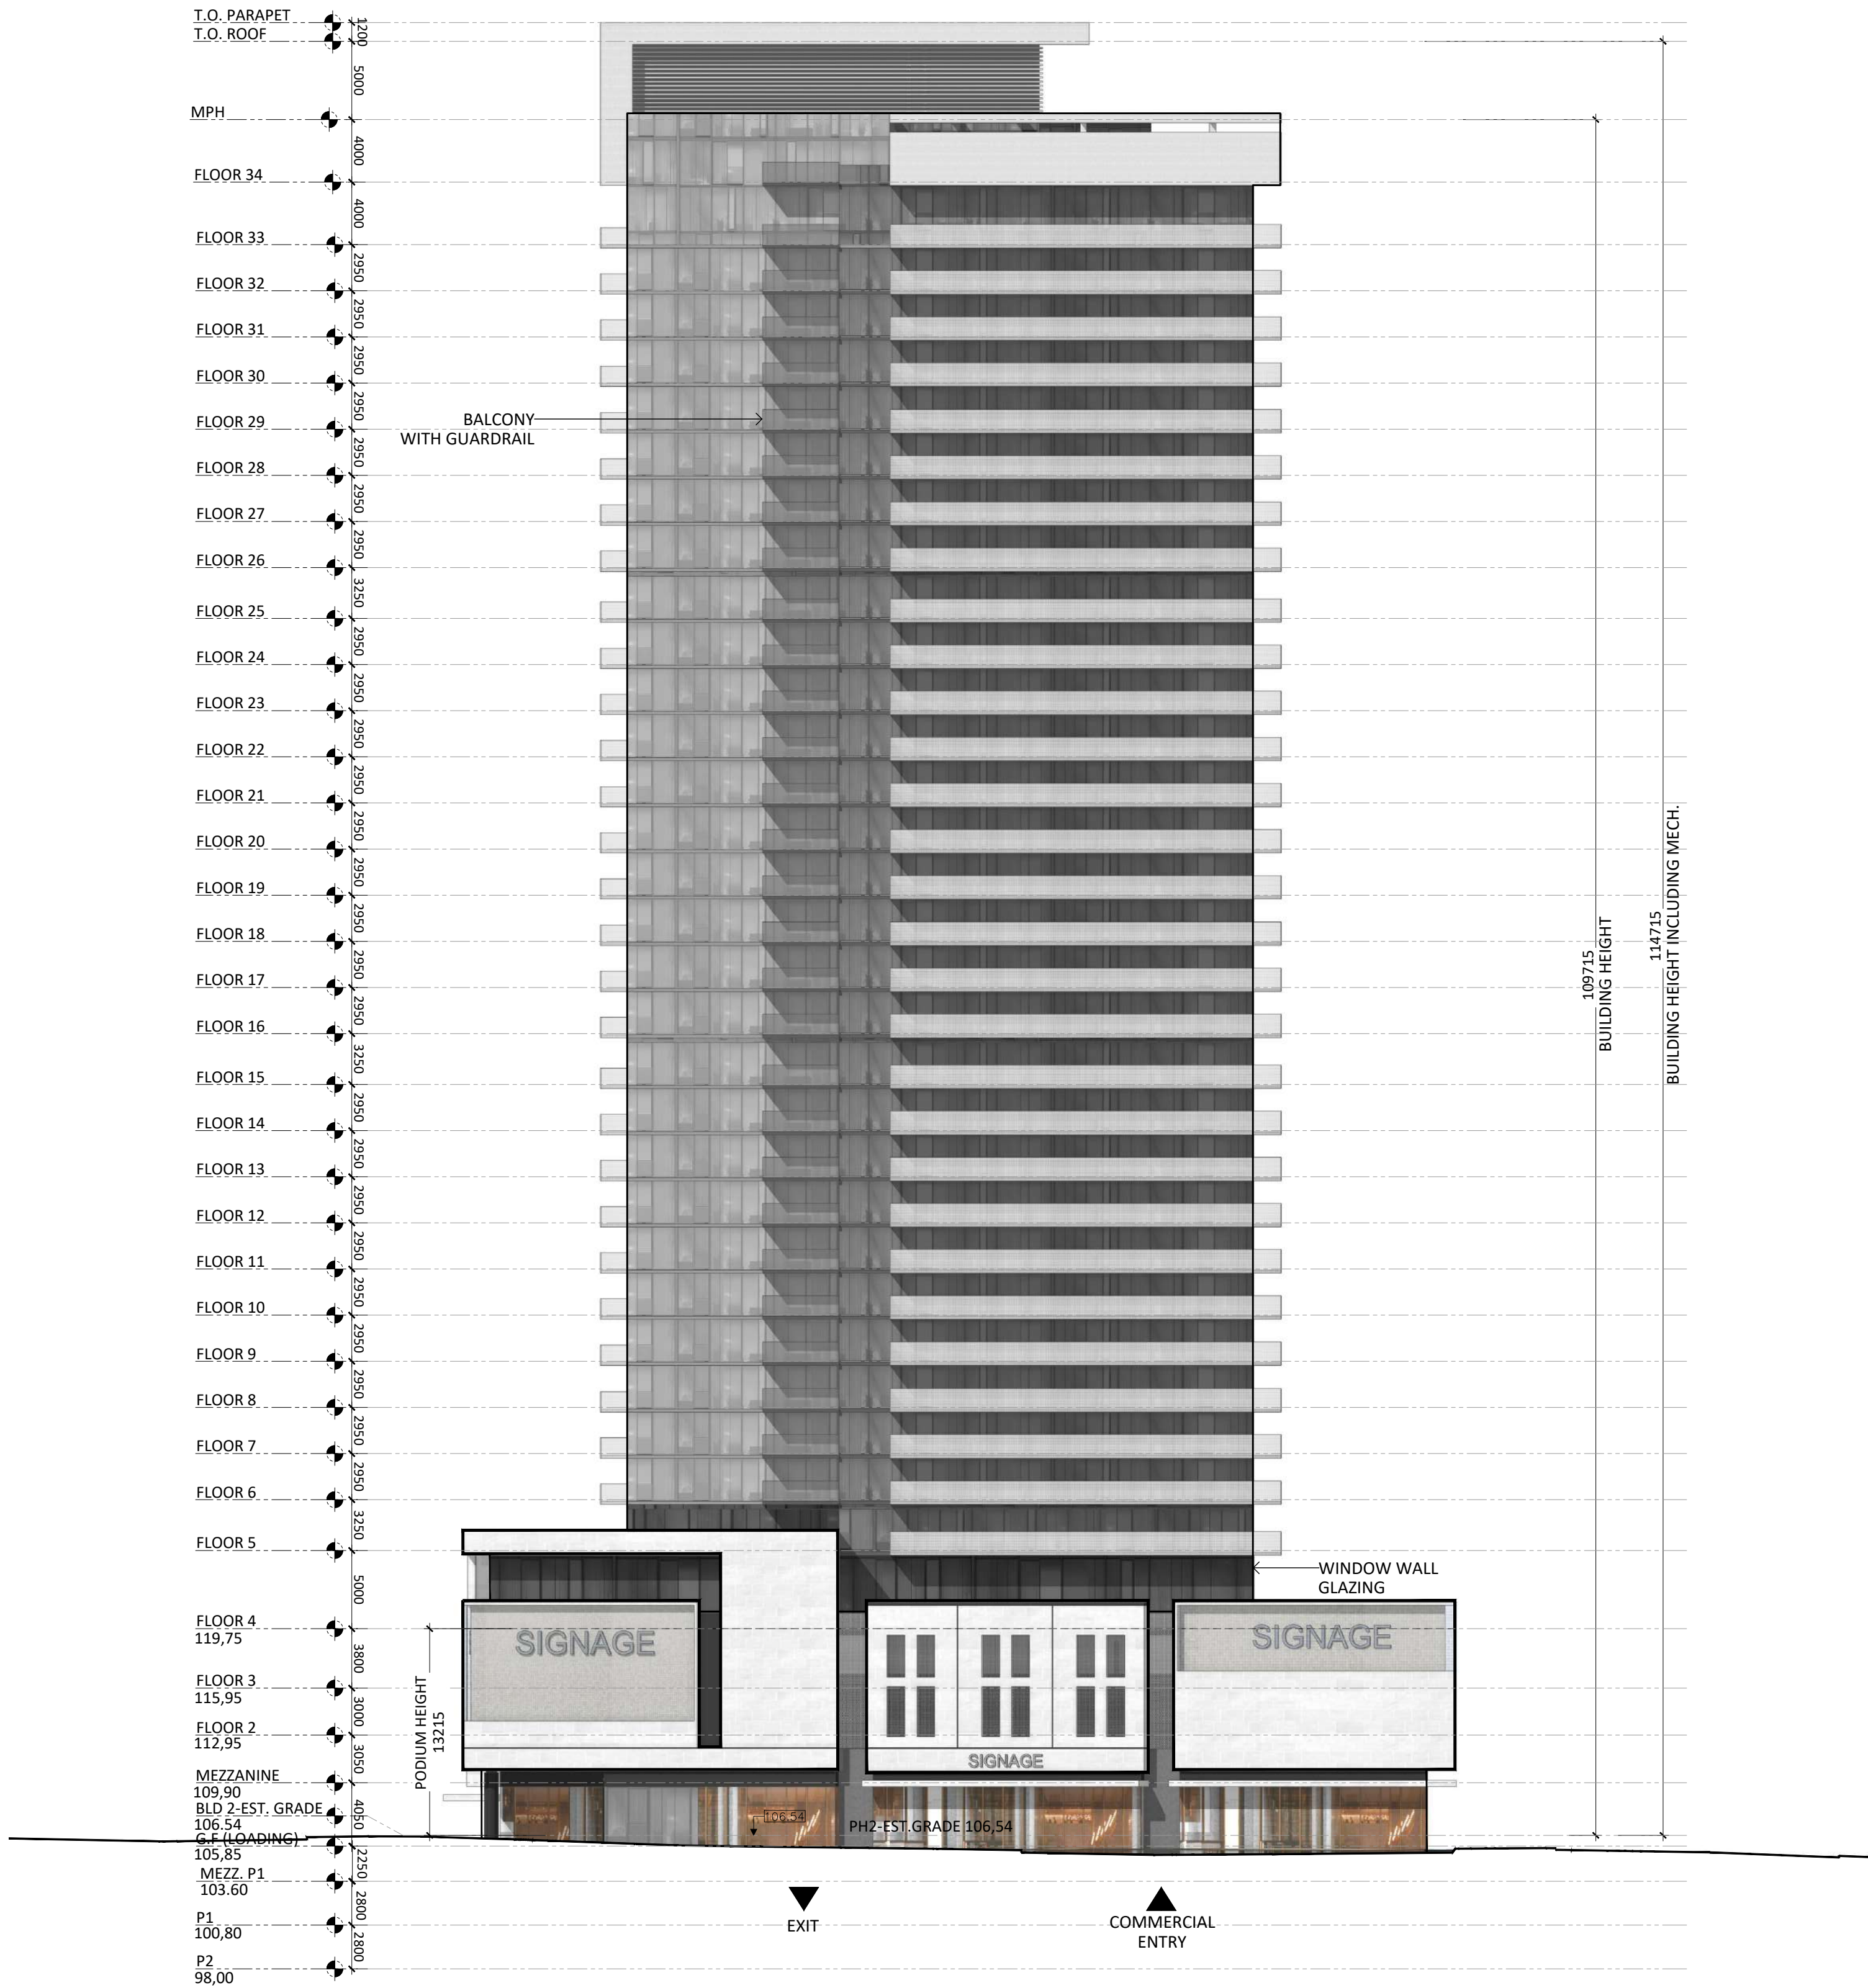 T.O. PARAPET
1200
T.O. ROOF
5000
MPH
4000
FLOOR 34
4000
FLOOR 33
2950
FLOOR 32
2950
FLOOR 31
2950
FLOOR 30
2950
BALCONY
WITH GUARDRAIL
FLOOR 29
2950
FLOOR 28
2950
FLOOR 27
2950
FLOOR 26
3250
FLOOR 25
2950
FLOOR 24
2950
FLOOR 23
2950
FLOOR 22
2950
FLOOR 21
2950
FLOOR 20
2950
FLOOR 19
2950
FLOOR 18
2950
FLOOR 17
2950
FLOOR 16
3250
FLOOR 15
2950
FLOOR 14
2950
FLOOR 13
2950
FLOOR 12
2950
FLOOR 11
2950
FLOOR 10
2950
FLOOR 9
2950
FLOOR 8
2950
FLOOR 7
2950
FLOOR 6
3250
FLOOR 5
5000
FLOOR 4
119,75
3800
FLOOR 3
115,95
3000
FLOOR 2
112,95
3050
MEZZANINE
109,90
4050
BLD 2-EST. GRADE
106.54
G.F (LOADING)
105,85
2250
MEZZ. P1
103.60
2800
P1
100,80
2800
P2
98,00
PODIUM HEIGHT
13215
109715
BUILDING HEIGHT
114715
BUILDING HEIGHT INCLUDING MECH.
WINDOW WALL
GLAZING
SIGNAGE
SIGNAGE
SIGNAGE
106.54
PH2-EST.GRADE 106,54
EXIT
COMMERCIAL
ENTRY